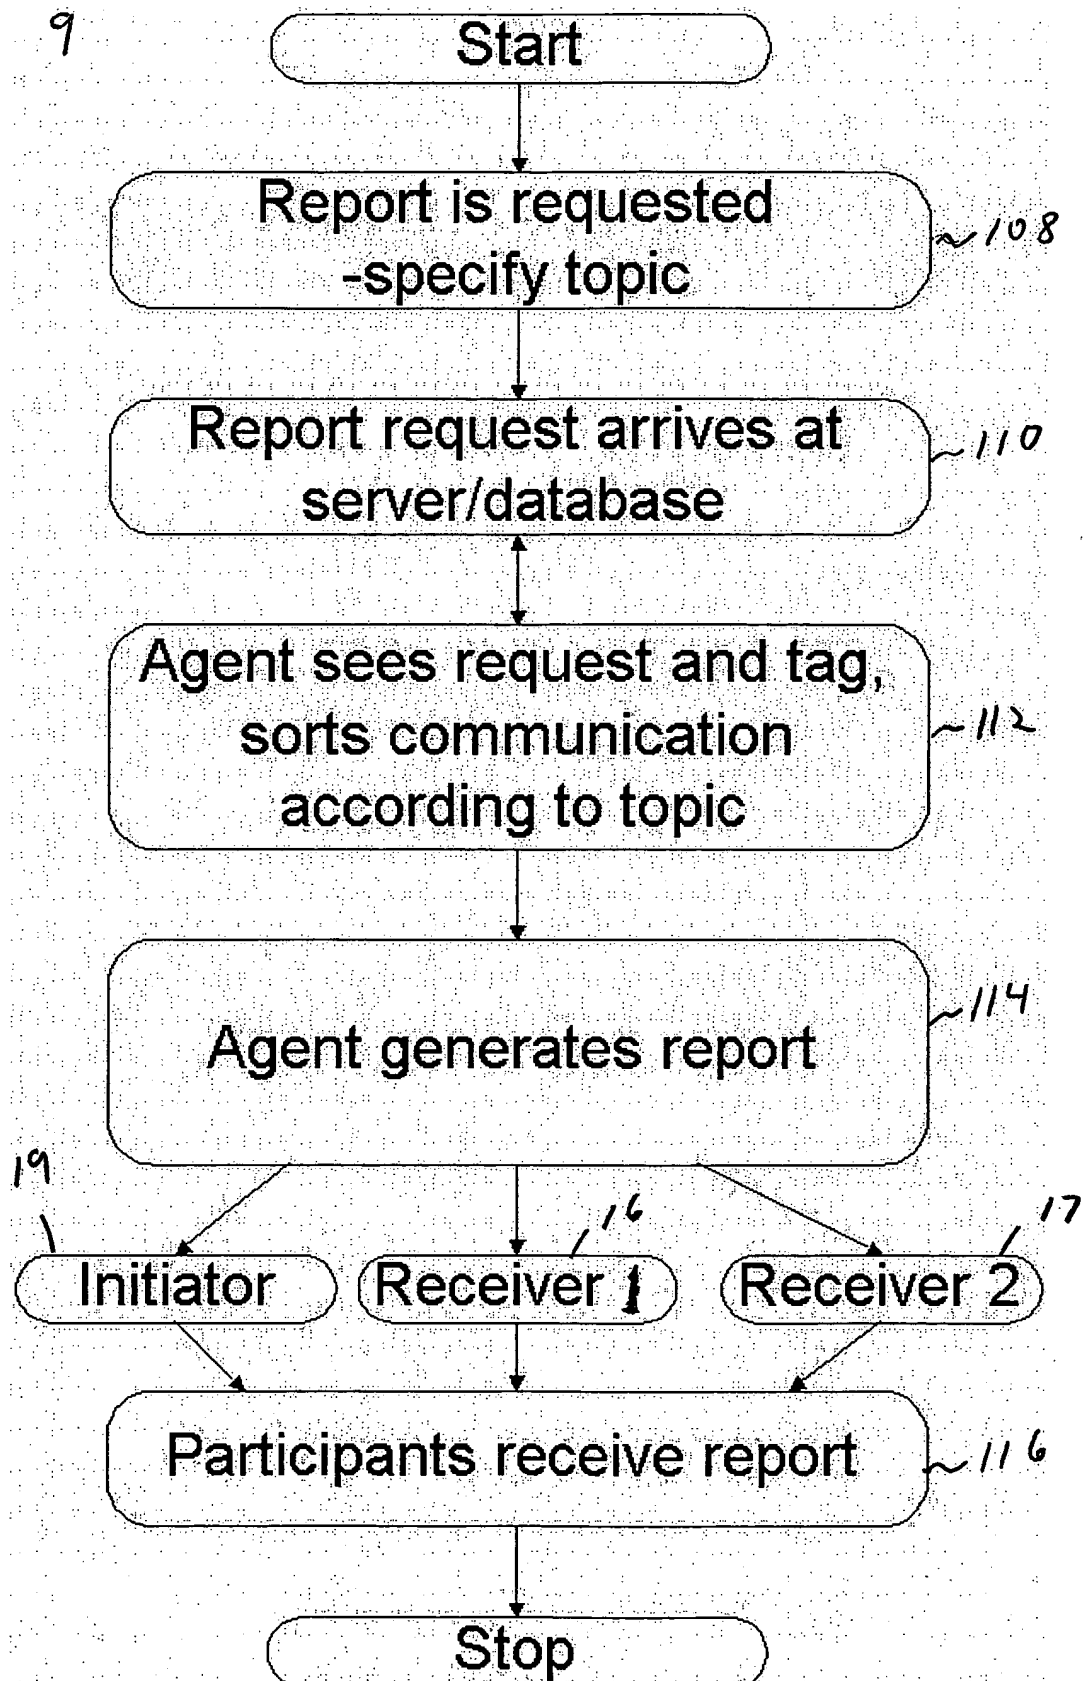 9
Start
Report is requested
-specify topic
108
Report request arrives at
server/database
110
Agent sees request and tag,
sorts communication
according to topic
112
Agent generates report
114
19
16
17
Initiator
Receiver 1
Receiver 2
Participants receive report
116
Stop